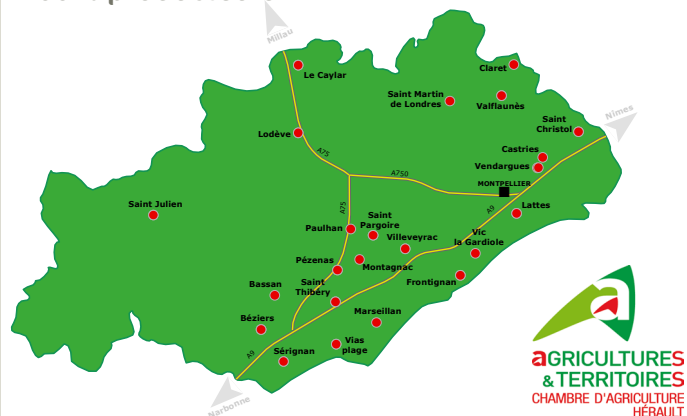 Millau
Le Caylar
Claret
Saint Martin
de Londres
Valflaunès
Nîmes
Saint
Christol
Lodève
A75
Castries
Vendargues
A750
MONTPELLIER
Saint Julien
A75
A9
Lattes
Saint
Pargoire
Paulhan
Villeveyrac
Vic
la Gardiole
Pézenas
Montagnac
Frontignan
Saint
Thibéry
Bassan
Marseillan
Béziers
Vias
plage
A9
Sérignan
Narbonne
a
aGRICULTURES
& TERRITOIRES
CHAMBRE D'AGRICULTURE
HÉRAULT